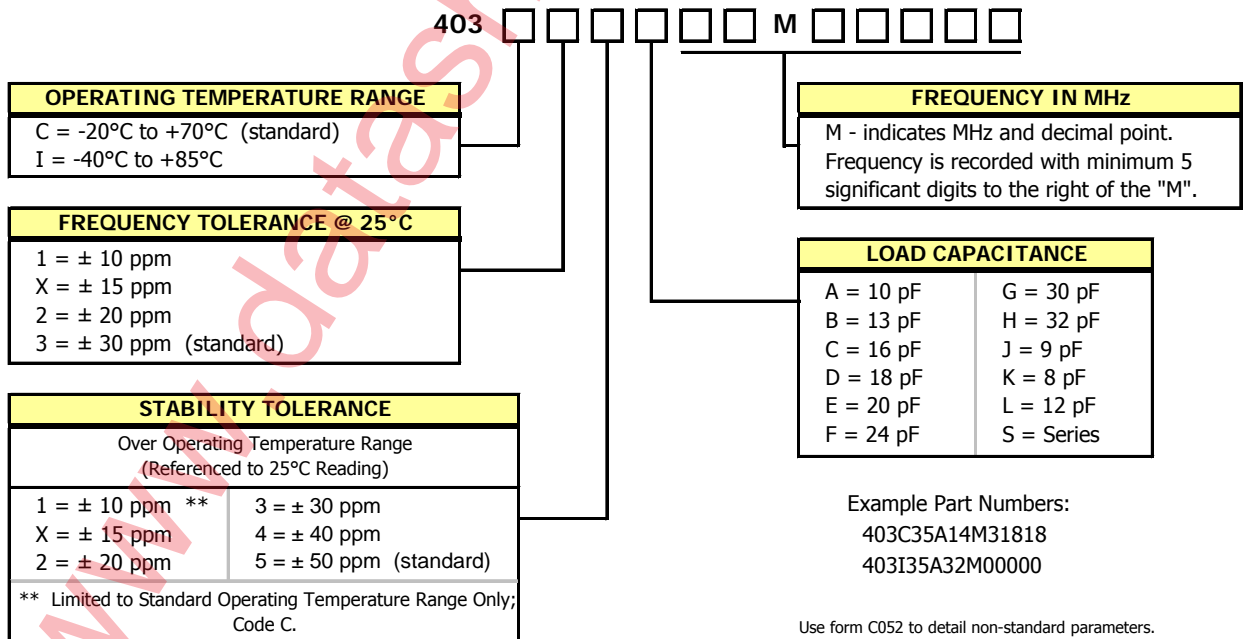 403 M
OPERATING TEMPERATURE RANGE
C = -20°C to +70°C (standard)
I = -40°C to +85°C
FREQUENCY TOLERANCE @ 25°C
1 = ± 10 ppm
X = ± 15 ppm
2 = ± 20 ppm
3 = ± 30 ppm (standard)
STABILITY TOLERANCE
Over Operating Temperature Range
(Referenced to 25°C Reading)
1 = ± 10 ppm **
X = ± 15 ppm
2 = ± 20 ppm
3 = ± 30 ppm
4 = ± 40 ppm
5 = ± 50 ppm (standard)
** Limited to Standard Operating Temperature Range Only;
Code C.
FREQUENCY IN MHz
M - indicates MHz and decimal point.
Frequency is recorded with minimum 5
significant digits to the right of the "M".
LOAD CAPACITANCE
A = 10 pF
B = 13 pF
C = 16 pF
D = 18 pF
E = 20 pF
F = 24 pF
G = 30 pF
H = 32 pF
J = 9 pF
K = 8 pF
L = 12 pF
S = Series
Example Part Numbers:
403C35A14M31818
403I35A32M00000
Use form C052 to detail non-standard parameters.
www.datash